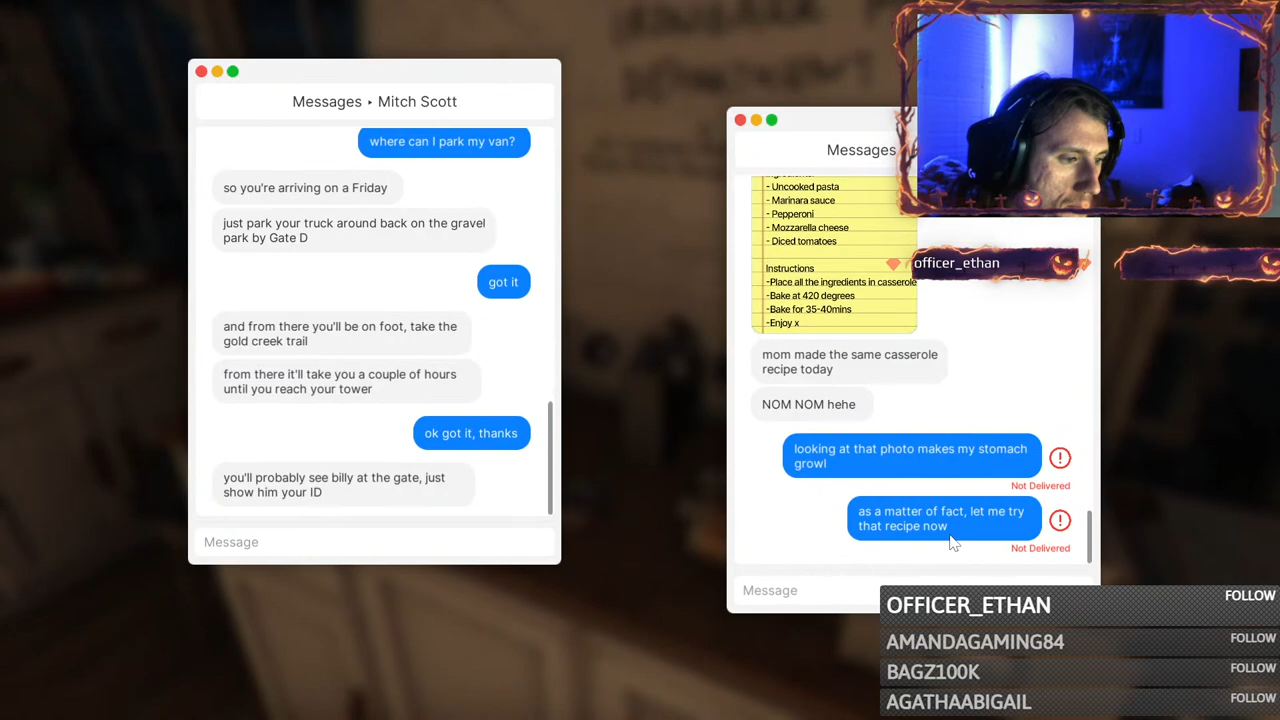 Messages ▸ Mitch Scott
where can I park my van?
so you're arriving on a Friday
just park your truck around back on the gravel
park by Gate D
got it
and from there you'll be on foot, take the
gold creek trail
from there it'll take you a couple of hours
until you reach your tower
ok got it, thanks
you'll probably see billy at the gate, just
show him your ID
Message
Messages
- Uncooked pasta
- Marinara sauce
- Pepperoni
- Mozzarella cheese
- Diced tomatoes
Instructions
-Place all the ingredients in casserole
-Bake at 420 degrees
-Bake for 35-40mins
-Enjoy x
mom made the same casserole
recipe today
NOM NOM hehe
looking at that photo makes my stomach
growl
Not Delivered
as a matter of fact, let me try
that recipe now
Not Delivered
Message
officer_ethan
OFFICER_ETHAN FOLLOW
AMANDAGAMING84 FOLLOW
BAGZ100K FOLLOW
AGATHAABIGAIL FOLLOW